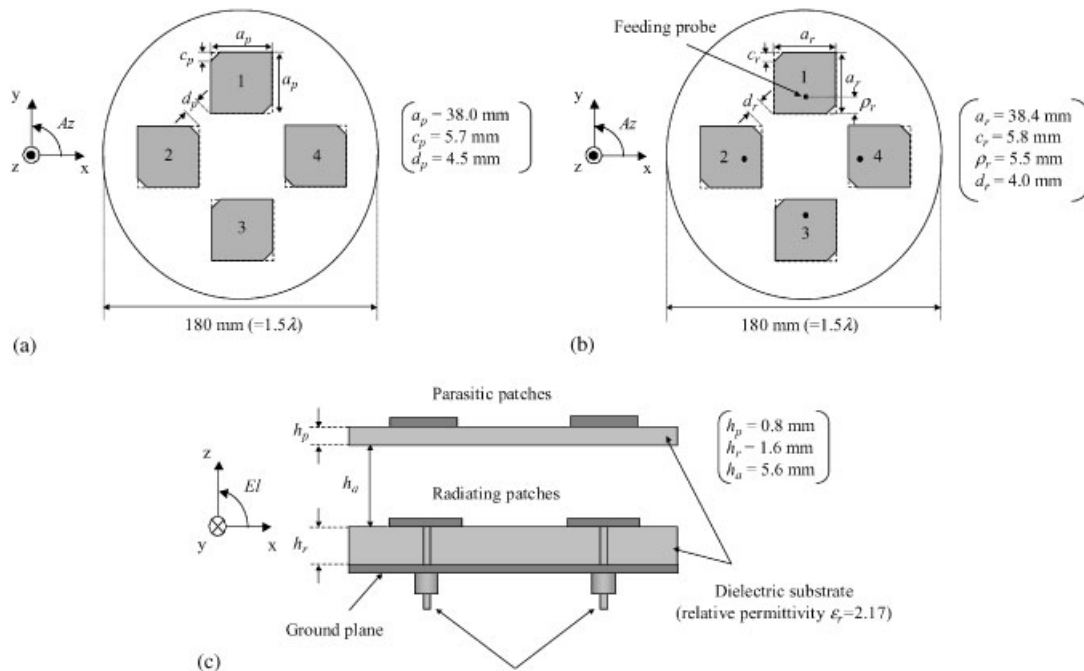 a_p
c_p
1
a_p
d_p
y
Az
z
x
2
4
3
a_p = 38.0 mm
c_p = 5.7 mm
d_p = 4.5 mm
180 mm (=1.5λ)
(a)
Feeding probe
a_r
c_r
1
a_r
d_r
ρ_r
y
Az
z
x
2
4
3
a_r = 38.4 mm
c_r = 5.8 mm
ρ_r = 5.5 mm
d_r = 4.0 mm
180 mm (=1.5λ)
(b)
Parasitic patches
h_p
h_p = 0.8 mm
h_r = 1.6 mm
h_a = 5.6 mm
z
El
h_a
y
x
Radiating patches
h_r
Dielectric substrate
(relative permittivity ε_r=2.17)
Ground plane
(c)